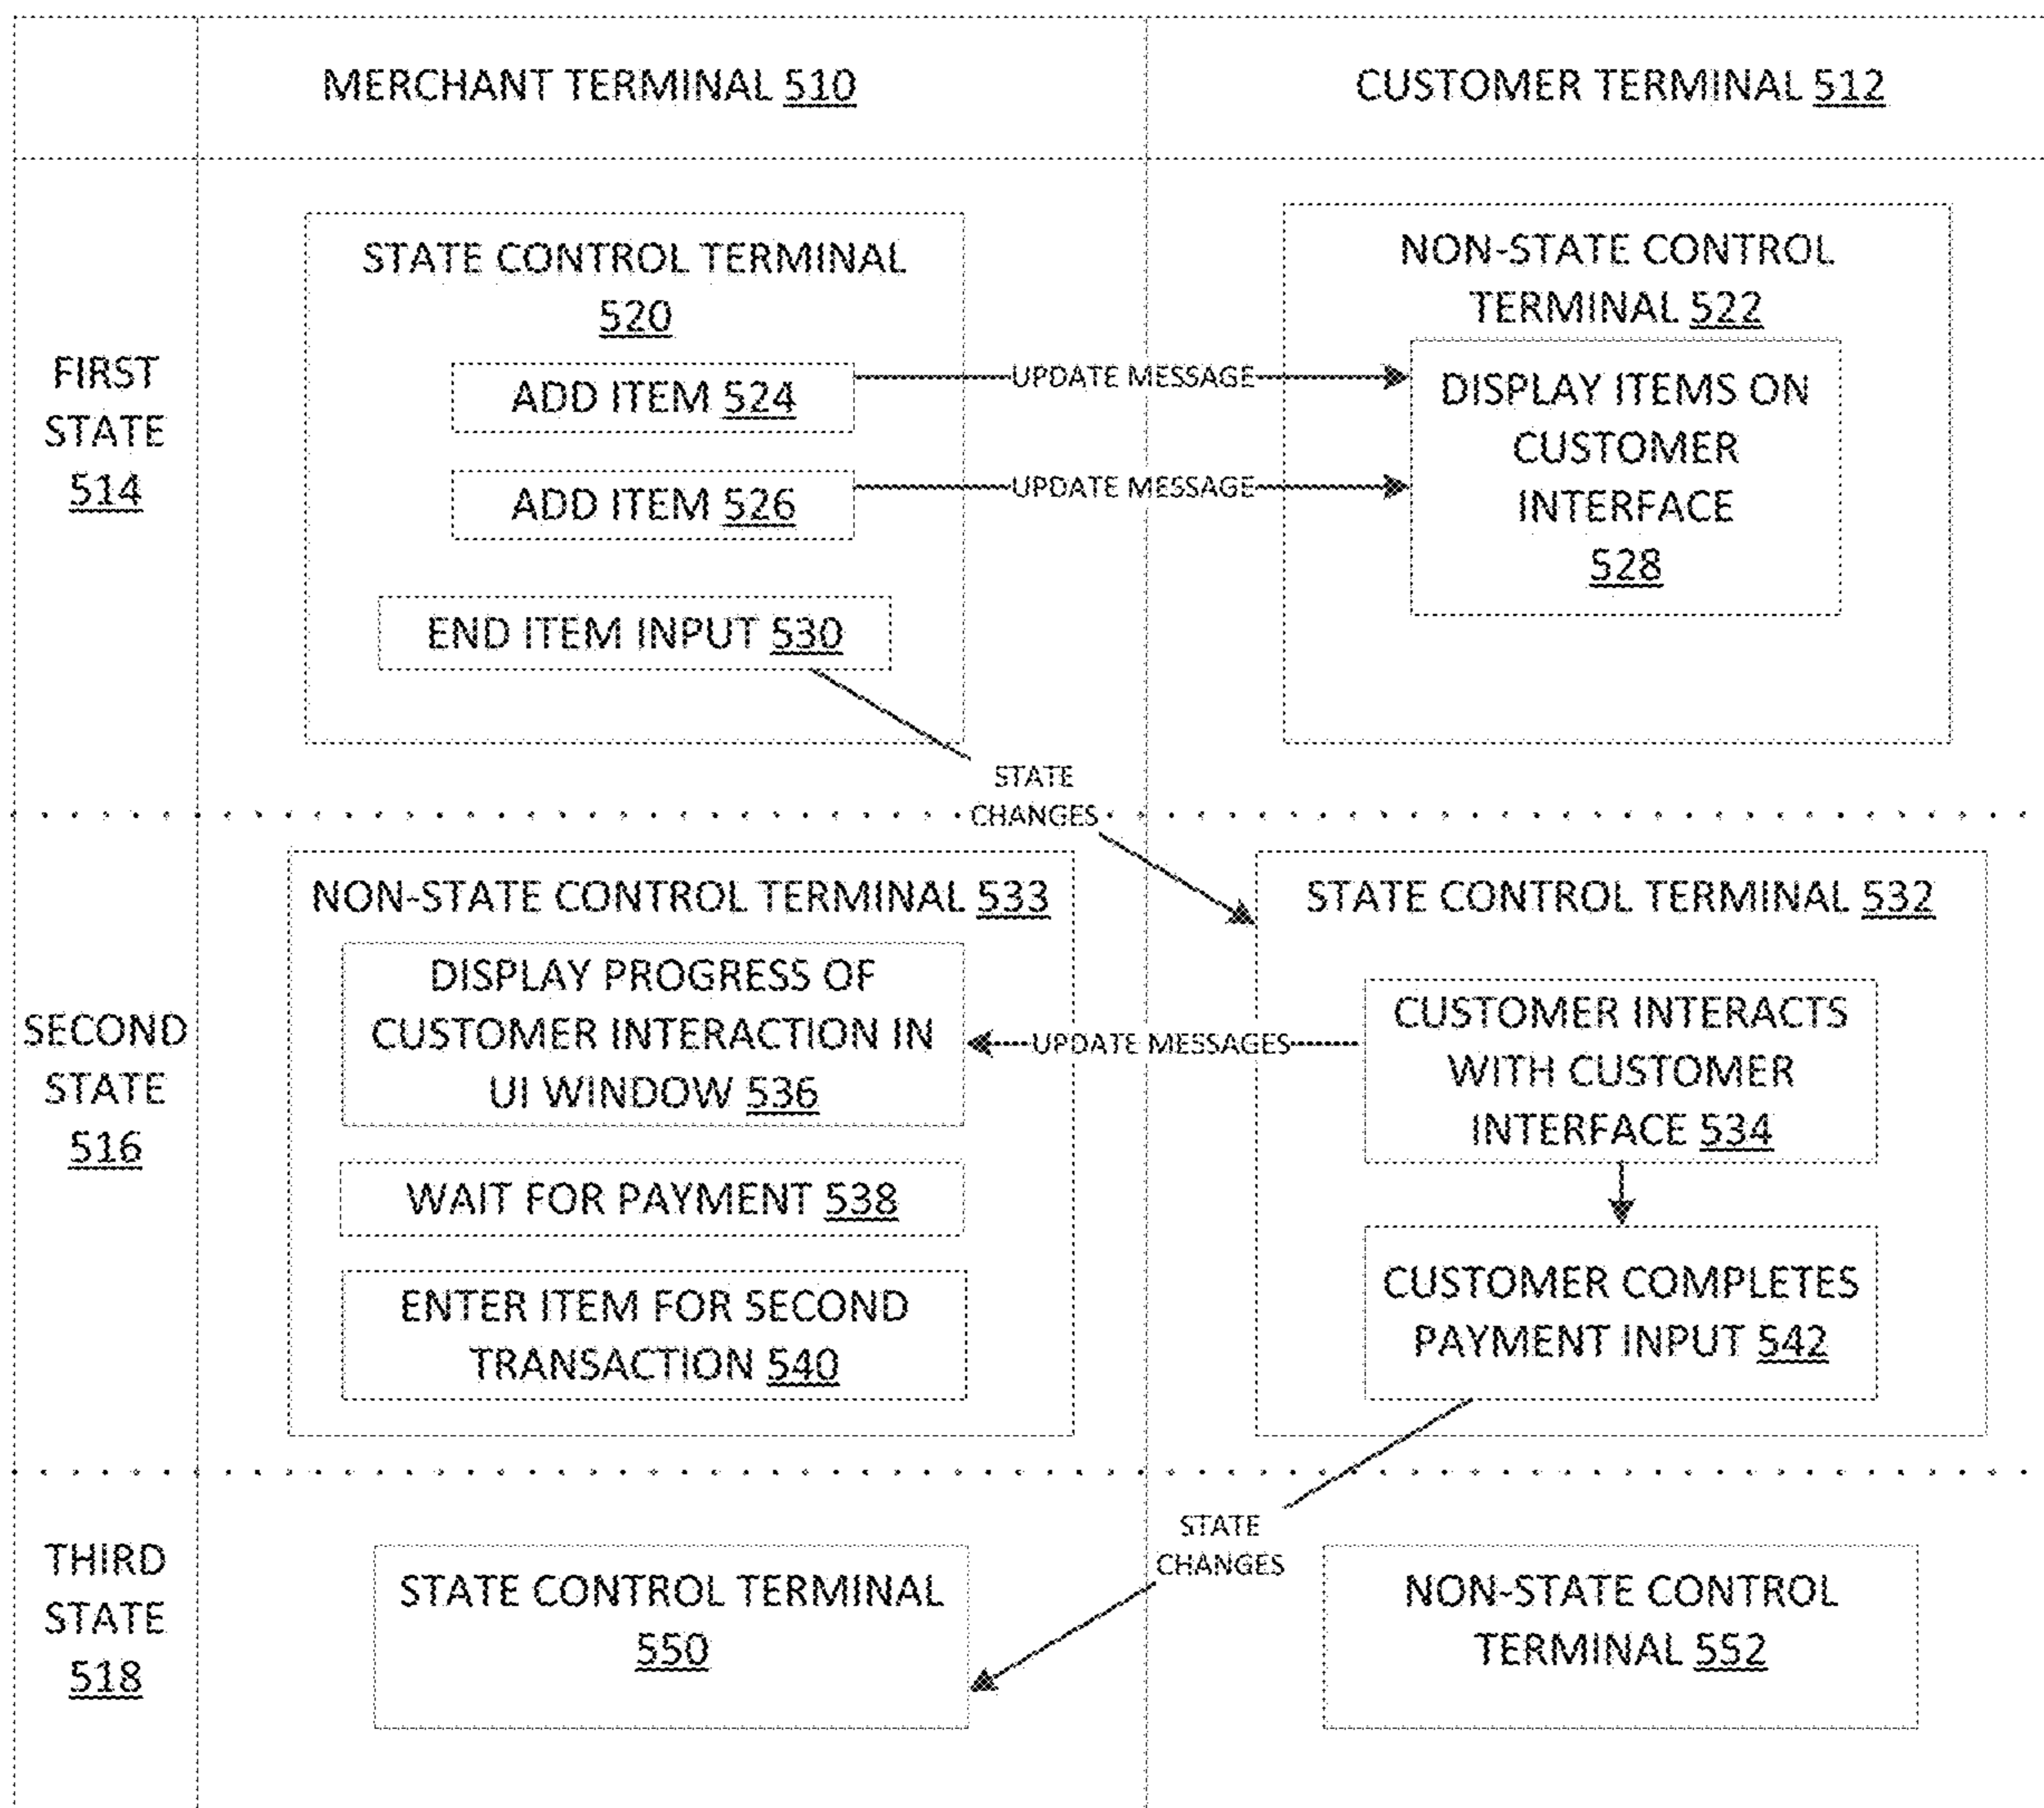 MERCHANT TERMINAL 510
CUSTOMER TERMINAL 512
FIRST
STATE
514
STATE CONTROL TERMINAL
520
ADD ITEM 524
ADD ITEM 526
END ITEM INPUT 530
UPDATE MESSAGE
UPDATE MESSAGE
NON-STATE CONTROL
TERMINAL 522
DISPLAY ITEMS ON
CUSTOMER
INTERFACE
528
STATE
CHANGES
SECOND
STATE
516
NON-STATE CONTROL TERMINAL 533
DISPLAY PROGRESS OF
CUSTOMER INTERACTION IN
UI WINDOW 536
WAIT FOR PAYMENT 538
ENTER ITEM FOR SECOND
TRANSACTION 540
UPDATE MESSAGES
STATE CONTROL TERMINAL 532
CUSTOMER INTERACTS
WITH CUSTOMER
INTERFACE 534
CUSTOMER COMPLETES
PAYMENT INPUT 542
STATE
CHANGES
THIRD
STATE
518
STATE CONTROL TERMINAL
550
NON-STATE CONTROL
TERMINAL 552